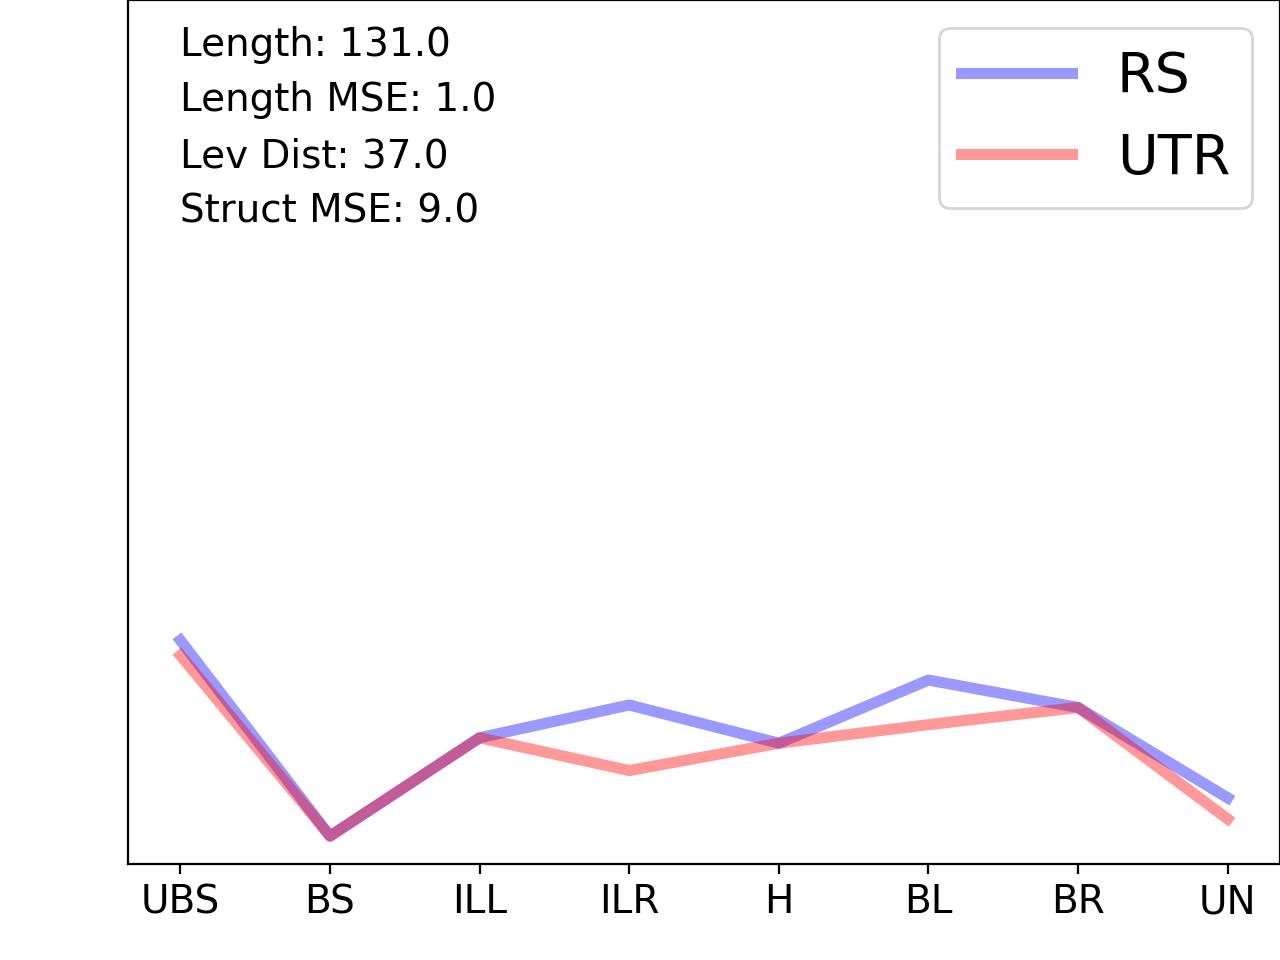 Length: 131.0
Length MSE: 1.0
Lev Dist: 37.0
Struct MSE: 9.0
RS
UTR
UBS BS ILL ILR H BL BR UN